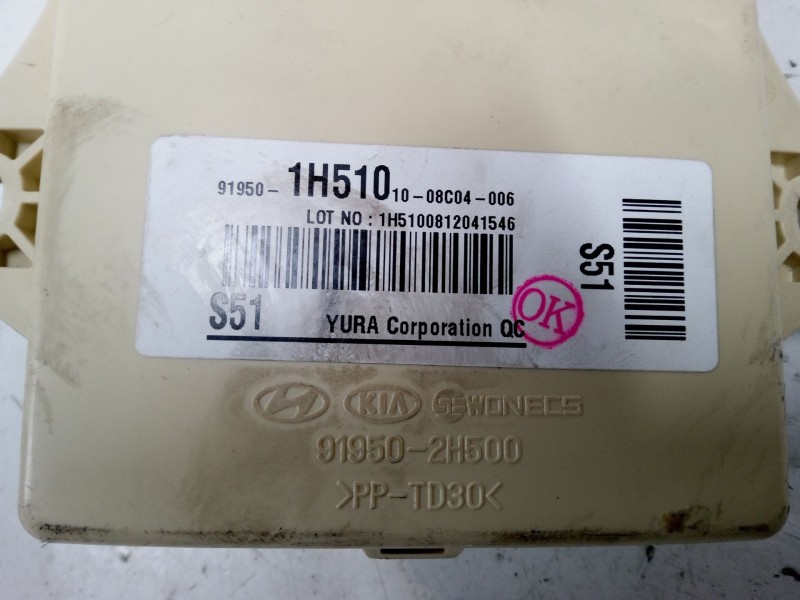 91950- 1H510 10-08C04-006
LOT NO : 1H5100812041546
S51
S51 YURA Corporation QC
OK
KIA SEWONECS
91950-2H500
>PP-TD30<